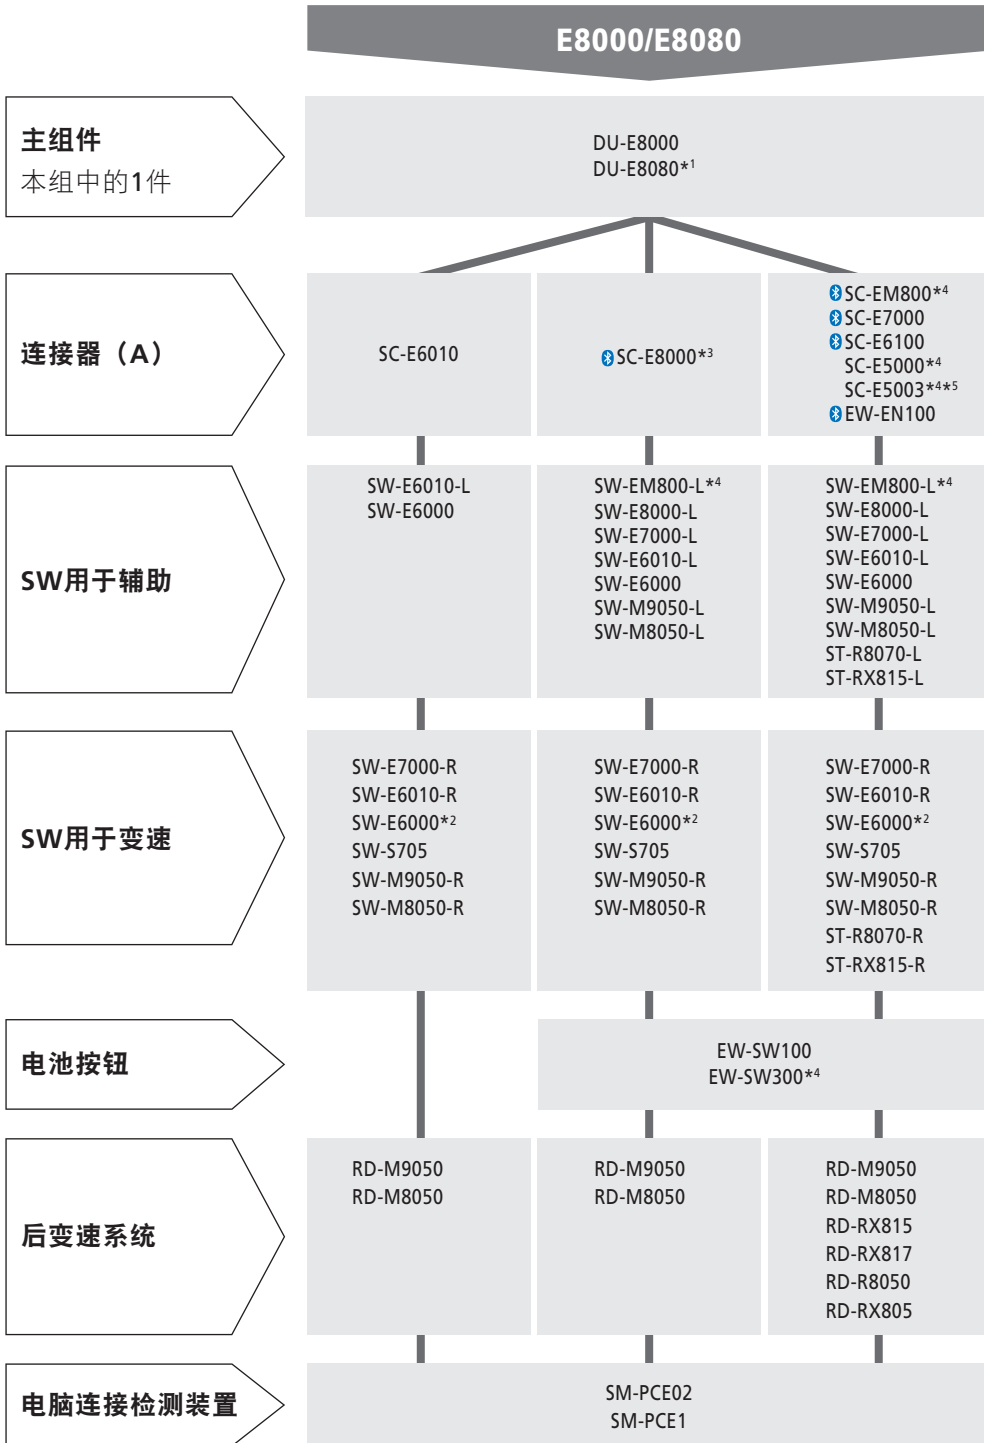 E8000/E8080
主组件
本组中的1件
DU-E8000
DU-E8080*1
连接器（A）
SC-E6010
SC-E8000*3
SC-EM800*4
SC-E7000
SC-E6100
SC-E5000*4
SC-E5003*4*5
EW-EN100
SW用于辅助
SW-E6010-L
SW-E6000
SW-EM800-L*4
SW-E8000-L
SW-E7000-L
SW-E6010-L
SW-E6000
SW-M9050-L
SW-M8050-L
SW-EM800-L*4
SW-E8000-L
SW-E7000-L
SW-E6010-L
SW-E6000
SW-M9050-L
SW-M8050-L
ST-R8070-L
ST-RX815-L
SW用于变速
SW-E7000-R
SW-E6010-R
SW-E6000*2
SW-S705
SW-M9050-R
SW-M8050-R
SW-E7000-R
SW-E6010-R
SW-E6000*2
SW-S705
SW-M9050-R
SW-M8050-R
SW-E7000-R
SW-E6010-R
SW-E6000*2
SW-S705
SW-M9050-R
SW-M8050-R
ST-R8070-R
ST-RX815-R
电池按钮
EW-SW100
EW-SW300*4
后变速系统
RD-M9050
RD-M8050
RD-M9050
RD-M8050
RD-M9050
RD-M8050
RD-RX815
RD-RX817
RD-R8050
RD-RX805
电脑连接检测装置
SM-PCE02
SM-PCE1